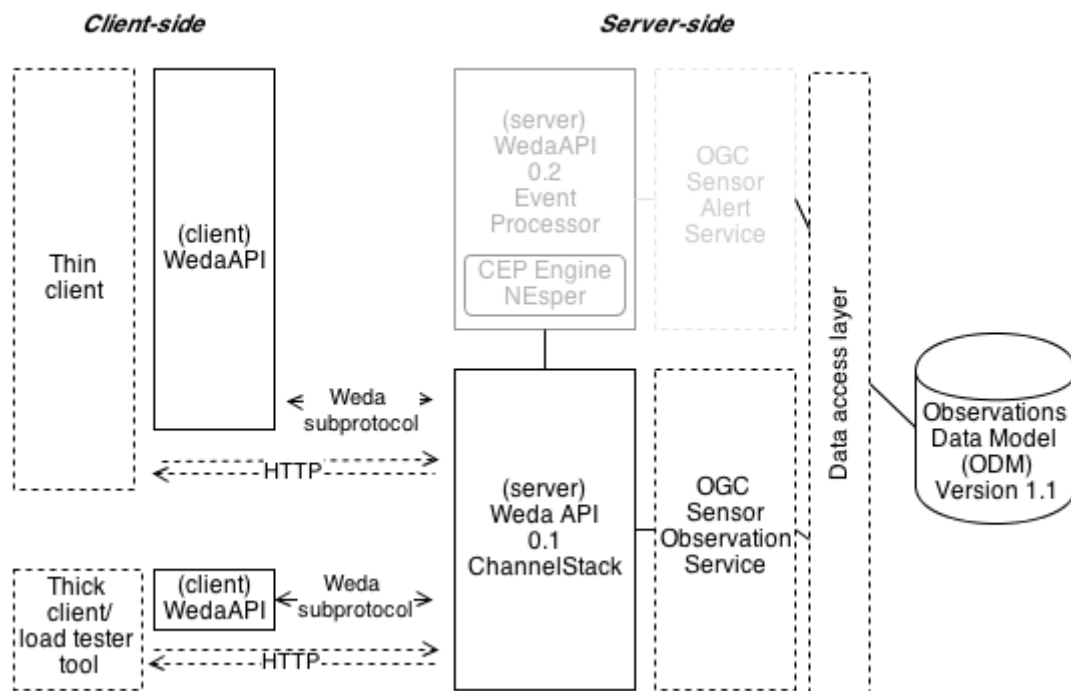 Client-side
Server-side
Thin
client
(client)
WedaAPI
(server)
WedaAPI
0.2
Event
Processor
CEP Engine
NEsper
OGC
Sensor
Alert
Service
Data access layer
Observations
Data Model
(ODM)
Version 1.1
Weda
subprotocol
HTTP
(server)
Weda API
0.1
ChannelStack
OGC
Sensor
Observation
Service
Thick
client/
load tester
tool
(client)
WedaAPI
Weda
subprotocol
HTTP